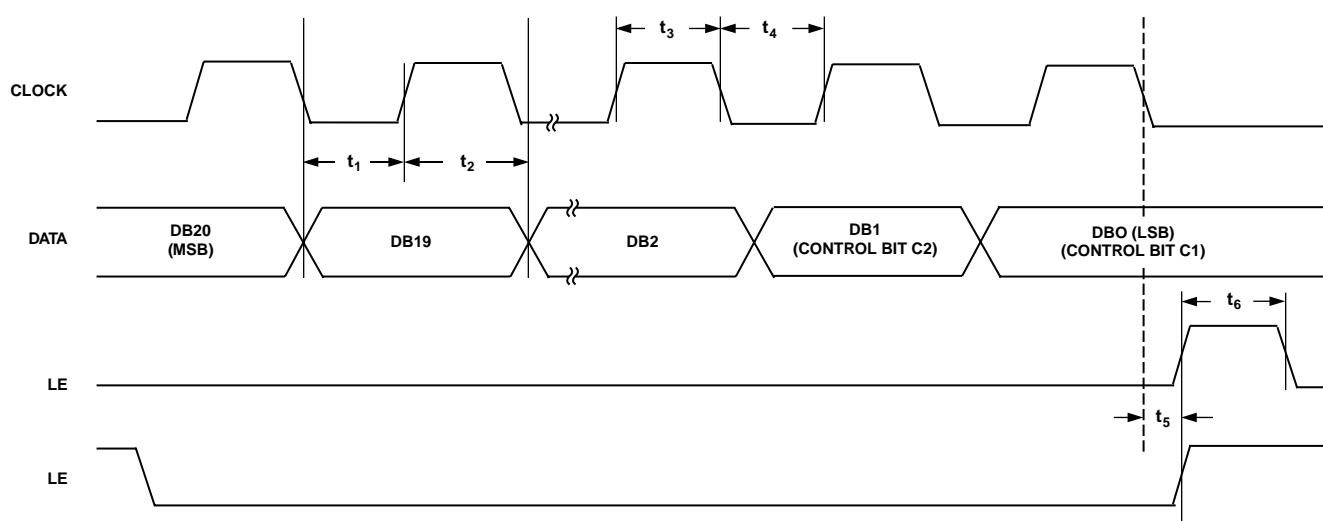 t3
t4
CLOCK
t1
t2
DATA
DB20
(MSB)
DB19
DB2
DB1
(CONTROL BIT C2)
DBO (LSB)
(CONTROL BIT C1)
t6
LE
t5
LE